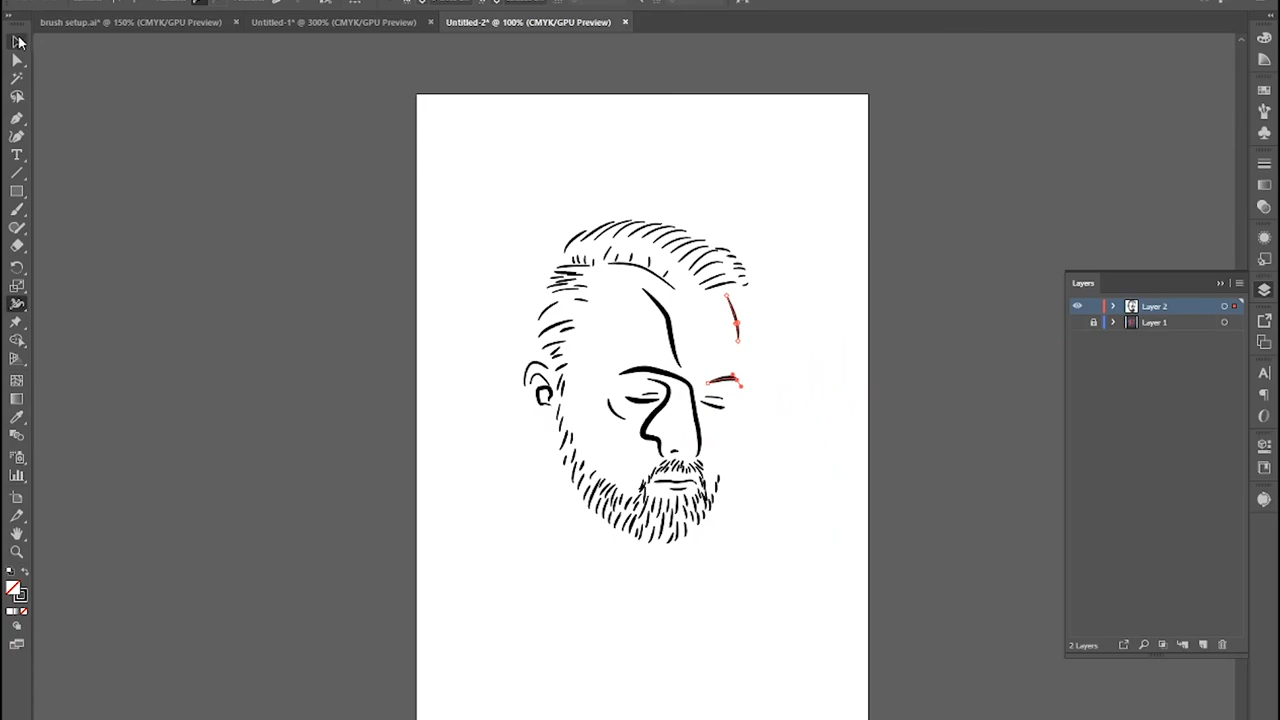 brush setup.ai* @ 150% (CMYK/GPU Preview) × Untitled-1* @ 300% (CMYK/GPU Preview) × Untitled-2* @ 100% (CMYK/GPU Preview) ×
Layers
Layer 2
Layer 1
2 Layers